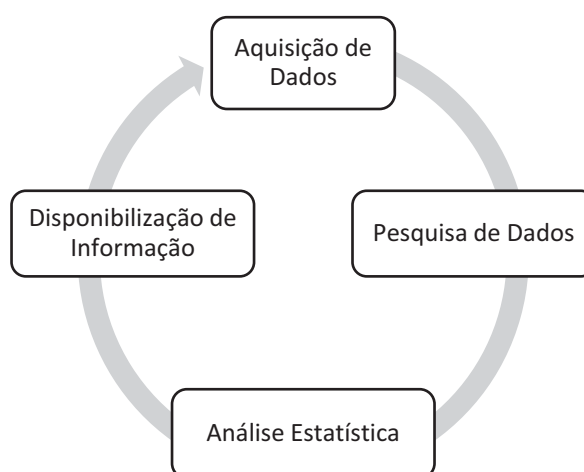 Aquisição de
Dados
Disponibilização de
Informação
Pesquisa de Dados
Análise Estatística